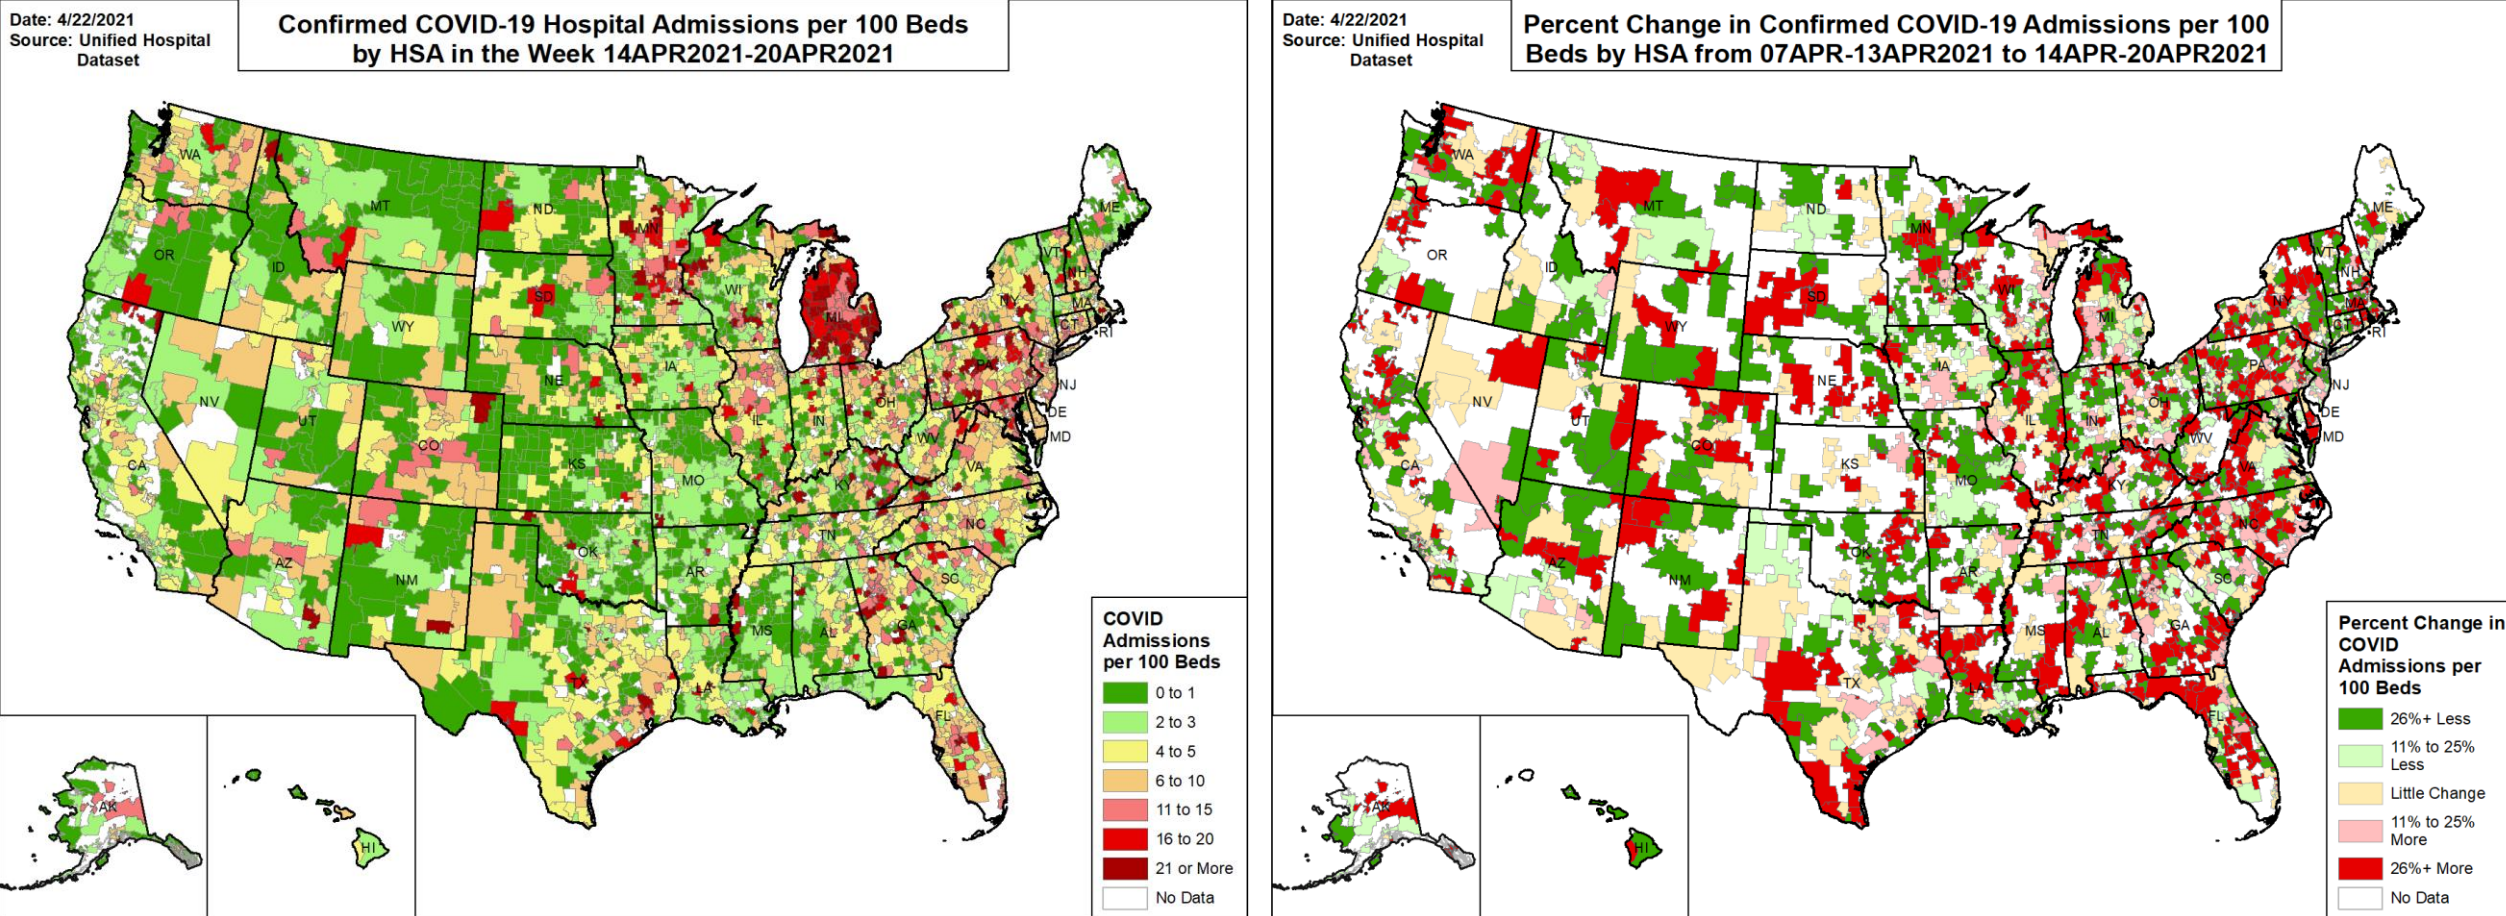 Date: 4/22/2021
Source: Unified Hospital
Dataset
Confirmed COVID-19 Hospital Admissions per 100 Beds
by HSA in the Week 14APR2021-20APR2021
WA
MT
ND
MN
ME
OR
ID
SD
WI
MI
VT
NH
NY
MA
CT
RI
WY
NE
IA
PA
NJ
NV
UT
CO
KS
MO
IL
IN
OH
WV
DE
MD
VA
CA
KY
AZ
NM
OK
AR
TN
NC
SC
TX
LA
MS
AL
GA
FL
AK
HI
COVID
Admissions
per 100 Beds
0 to 1
2 to 3
4 to 5
6 to 10
11 to 15
16 to 20
21 or More
No Data
Date: 4/22/2021
Source: Unified Hospital
Dataset
Percent Change in Confirmed COVID-19 Admissions per 100
Beds by HSA from 07APR-13APR2021 to 14APR-20APR2021
WA
MT
ND
MN
ME
OR
ID
SD
WI
MI
VT
NH
NY
MA
CT
RI
WY
NE
IA
PA
NJ
NV
UT
CO
KS
MO
IL
IN
OH
WV
DE
MD
VA
CA
KY
AZ
NM
OK
AR
TN
NC
SC
TX
LA
MS
AL
GA
FL
AK
HI
Percent Change in
COVID
Admissions per
100 Beds
26%+ Less
11% to 25%
Less
Little Change
11% to 25%
More
26%+ More
No Data